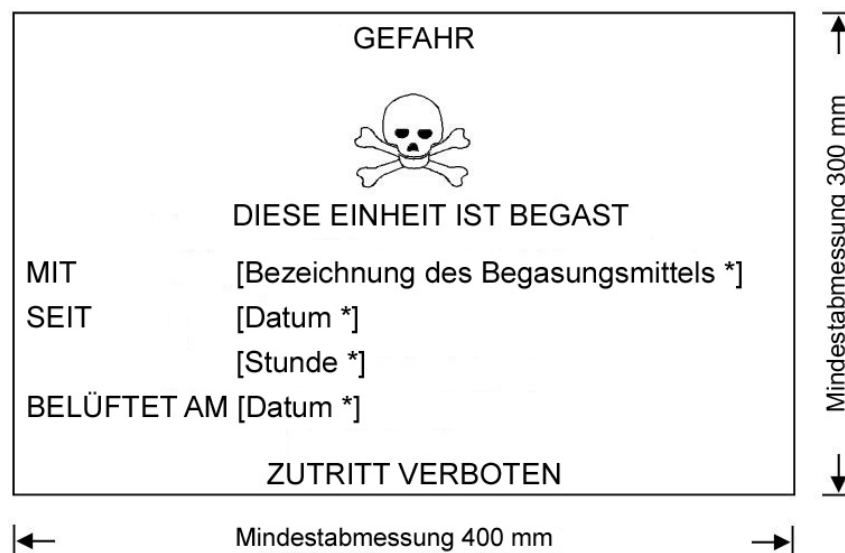 GEFAHR
DIESE EINHEIT IST BEGAST
MIT [Bezeichnung des Begasungsmittels *]
SEIT [Datum *]
[Stunde *]
BELÜFTET AM [Datum *]
ZUTRITT VERBOTEN
Mindestabmessung 400 mm
Mindestabmessung 300 mm